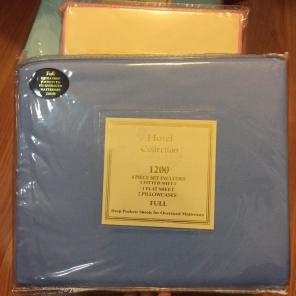 Full
Hotel
Collection
1200
4 PIECE SET INCLUDES
1 FITTED SHEET
1 FLAT SHEET
2 PILLOWCASES
FULL
Deep Pockets Sheets for Oversized Mattresses